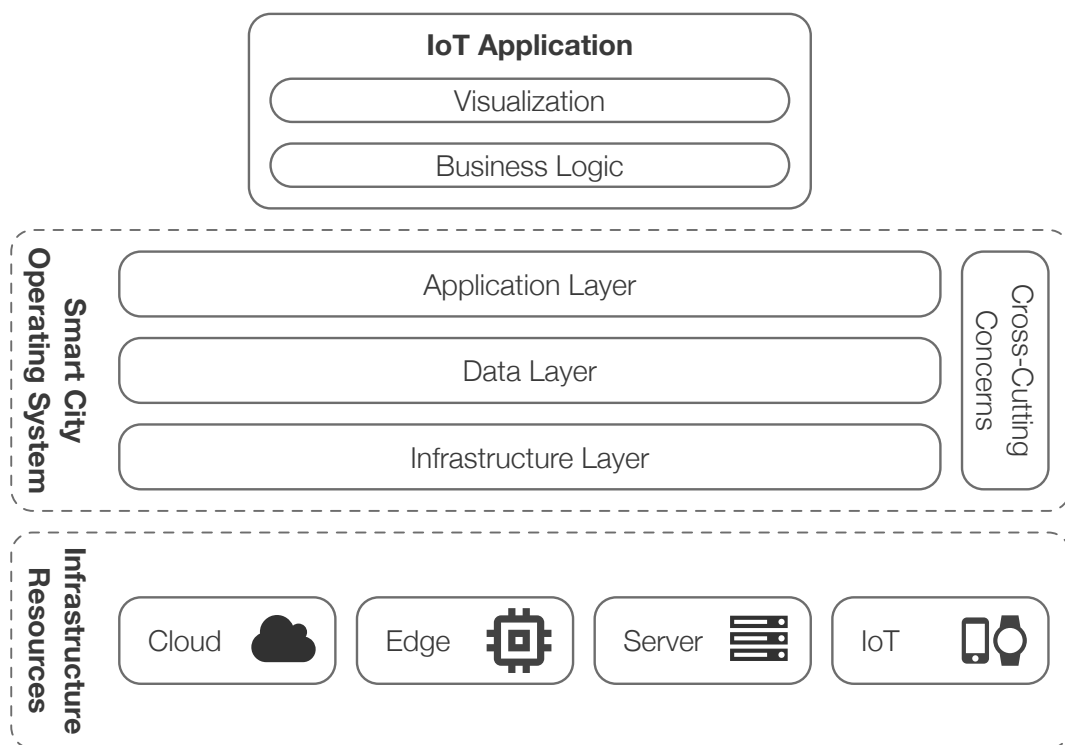 IoT Application
Visualization
Business Logic
Smart City
Operating System
Application Layer
Data Layer
Infrastructure Layer
Cross-Cutting
Concerns
Infrastructure
Resources
Cloud
Edge
Server
IoT